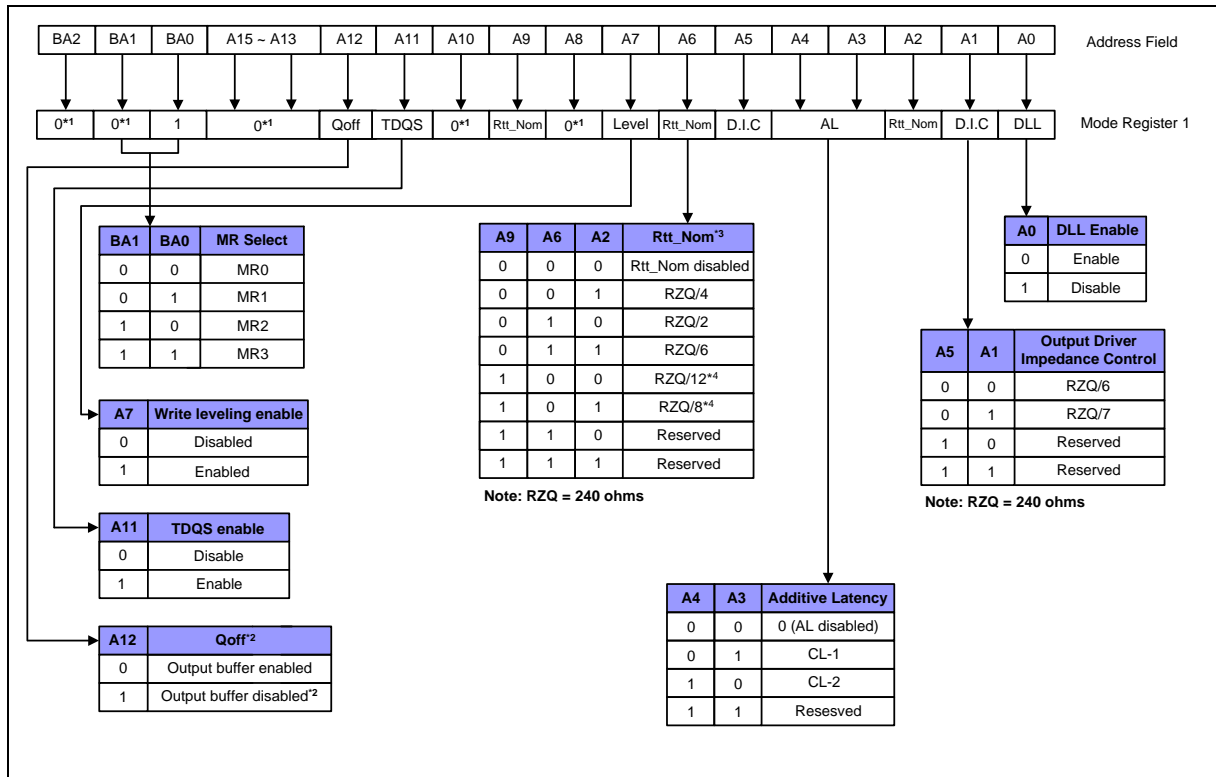 BA2 BA1 BA0 A15 ~ A13 A12 A11 A10 A9 A8 A7 A6 A5 A4 A3 A2 A1 A0 Address Field
0*1 0*1 1 0*1 Qoff TDQS 0*1 Rtt_Nom 0*1 Level Rtt_Nom D.I.C AL Rtt_Nom D.I.C DLL Mode Register 1
BA1 BA0 MR Select
0 0 MR0
0 1 MR1
1 0 MR2
1 1 MR3
A7 Write leveling enable
0 Disabled
1 Enabled
A11 TDQS enable
0 Disable
1 Enable
A12 Qoff*2
0 Output buffer enabled
1 Output buffer disabled*2
A9 A6 A2 Rtt_Nom*3
0 0 0 Rtt_Nom disabled
0 0 1 RZQ/4
0 1 0 RZQ/2
0 1 1 RZQ/6
1 0 0 RZQ/12*4
1 0 1 RZQ/8*4
1 1 0 Reserved
1 1 1 Reserved
Note: RZQ = 240 ohms
A0 DLL Enable
0 Enable
1 Disable
A5 A1 Output Driver
Impedance Control
0 0 RZQ/6
0 1 RZQ/7
1 0 Reserved
1 1 Reserved
Note: RZQ = 240 ohms
A4 A3 Additive Latency
0 0 0 (AL disabled)
0 1 CL-1
1 0 CL-2
1 1 Resesved